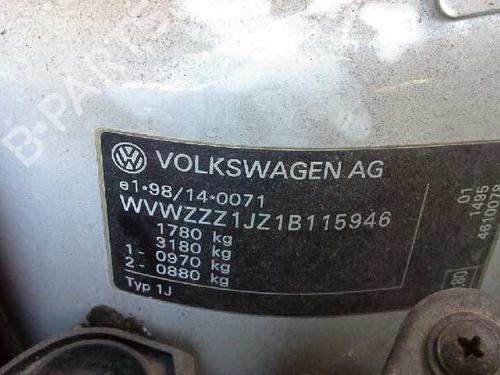 B-PARTS
VOLKSWAGEN AG
e1*98/14*0071
WVWZZZ1JZ1B115946
1780 kg
3180 kg
1- 0970 kg
2- 0880 kg
Typ 1J
01
1495